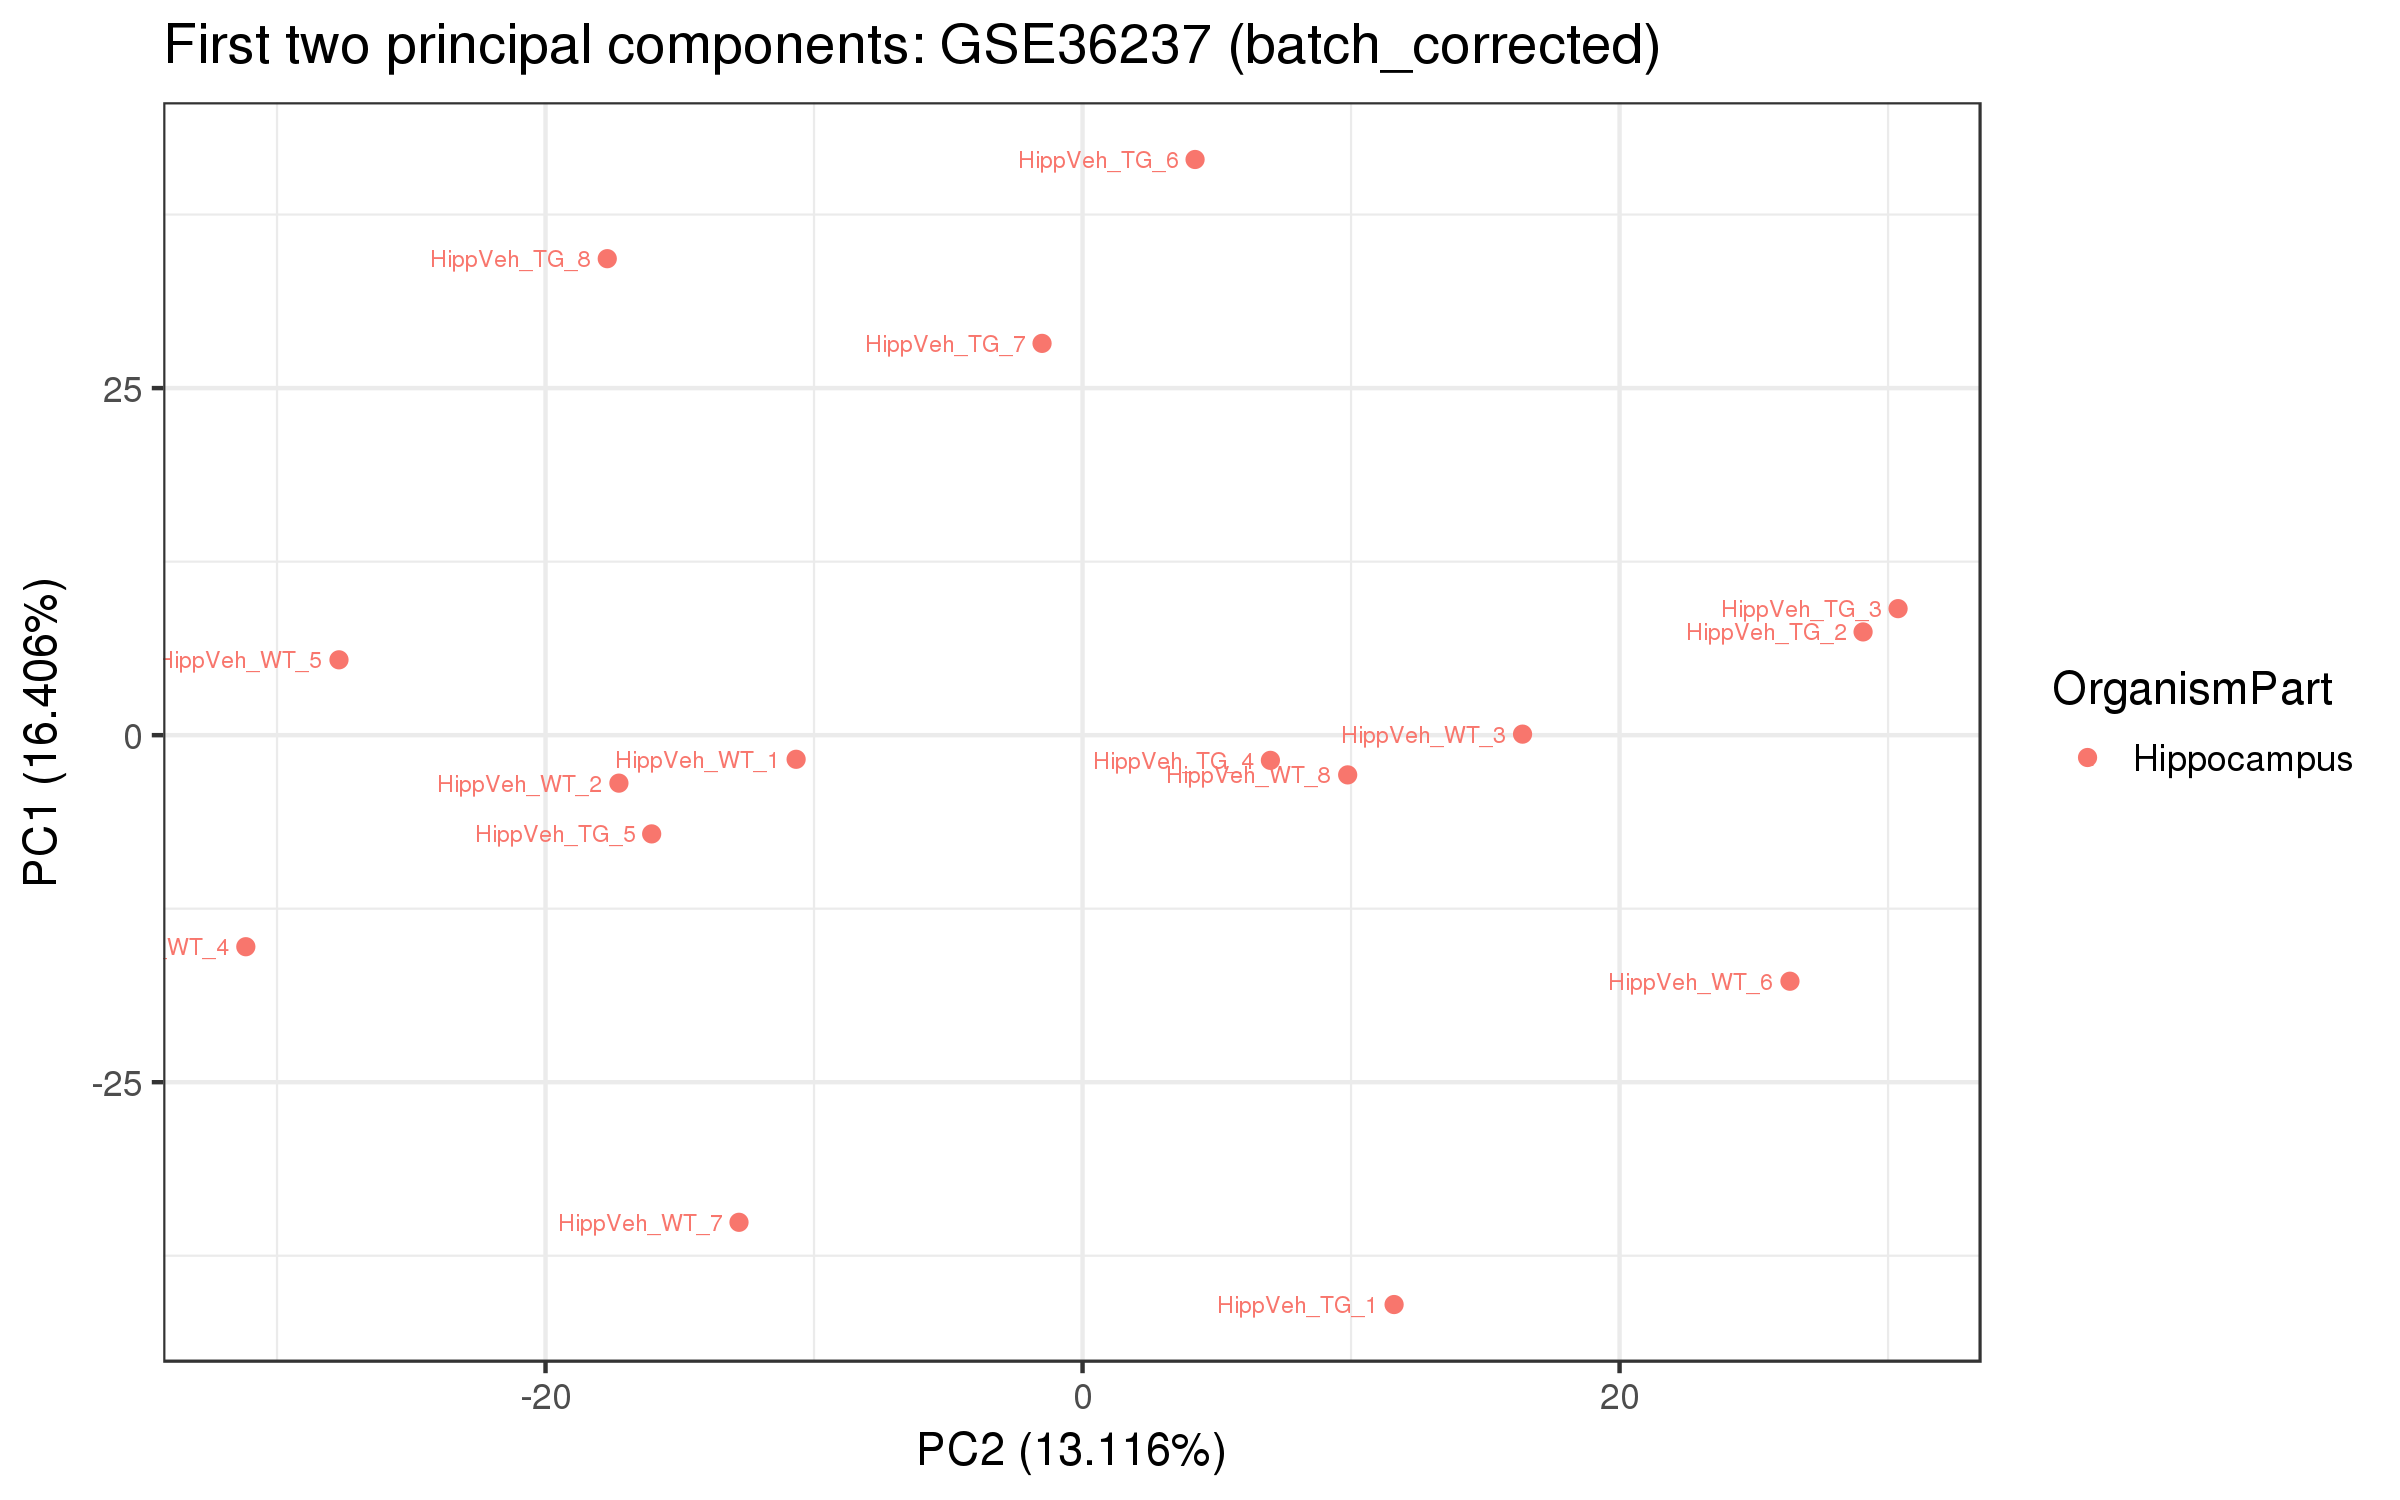 First two principal components: GSE36237 (batch_corrected)
HippVeh_TG_6
HippVeh_TG_8
HippVeh_TG_7
25
HippVeh_TG_3
HippVeh_TG_2
HippVeh_WT_5
HippVeh_WT_3
0
HippVeh_WT_1
HippVeh_TG_4
HippVeh_WT_8
HippVeh_WT_2
HippVeh_TG_5
WT_4
HippVeh_WT_6
-25
HippVeh_WT_7
HippVeh_TG_1
-20 0 20
PC2 (13.116%)
PC1 (16.406%)
OrganismPart
Hippocampus